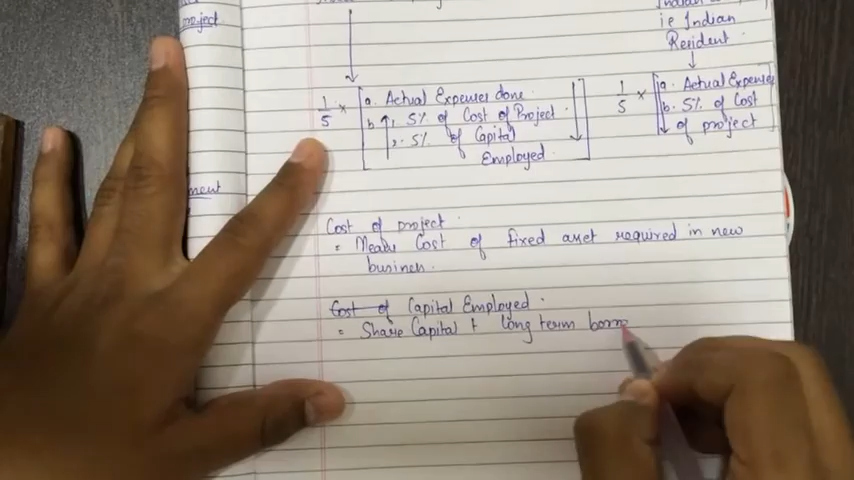 project.
i e Indian
Resident.
1/5 × [ a. Actual Expenses done.
b. 1. 5% of Cost of Project
2. 5% of Capital
Employed. ]
1/5 × [ a. Actual Expenses
b. 5% of Cost
of project ]
Cost of project.
= Means Cost of fixed asset required in new
business.
Cost of Capital Employed.
= Share Capital + long term borro